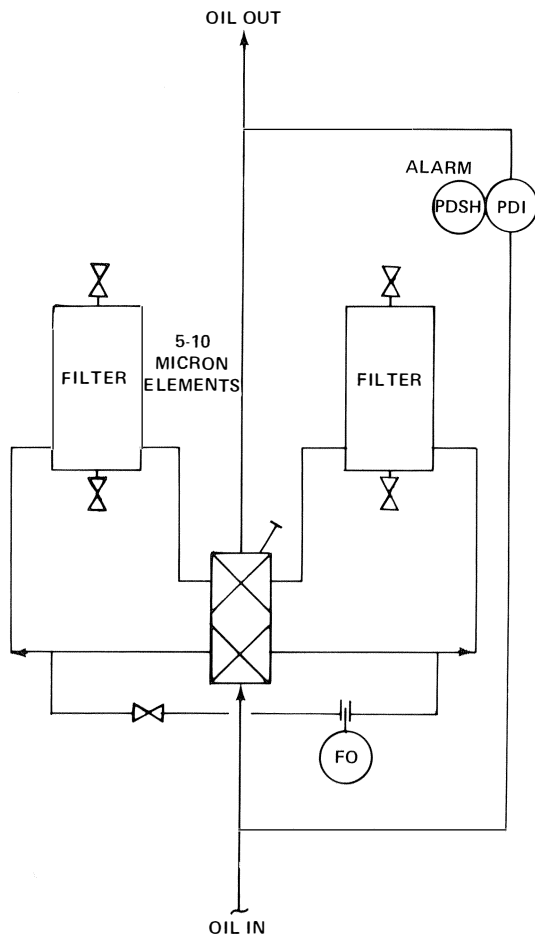 OIL OUT
ALARM
PDSH
PDI
5-10
MICRON
ELEMENTS
FILTER
FILTER
FO
OIL IN